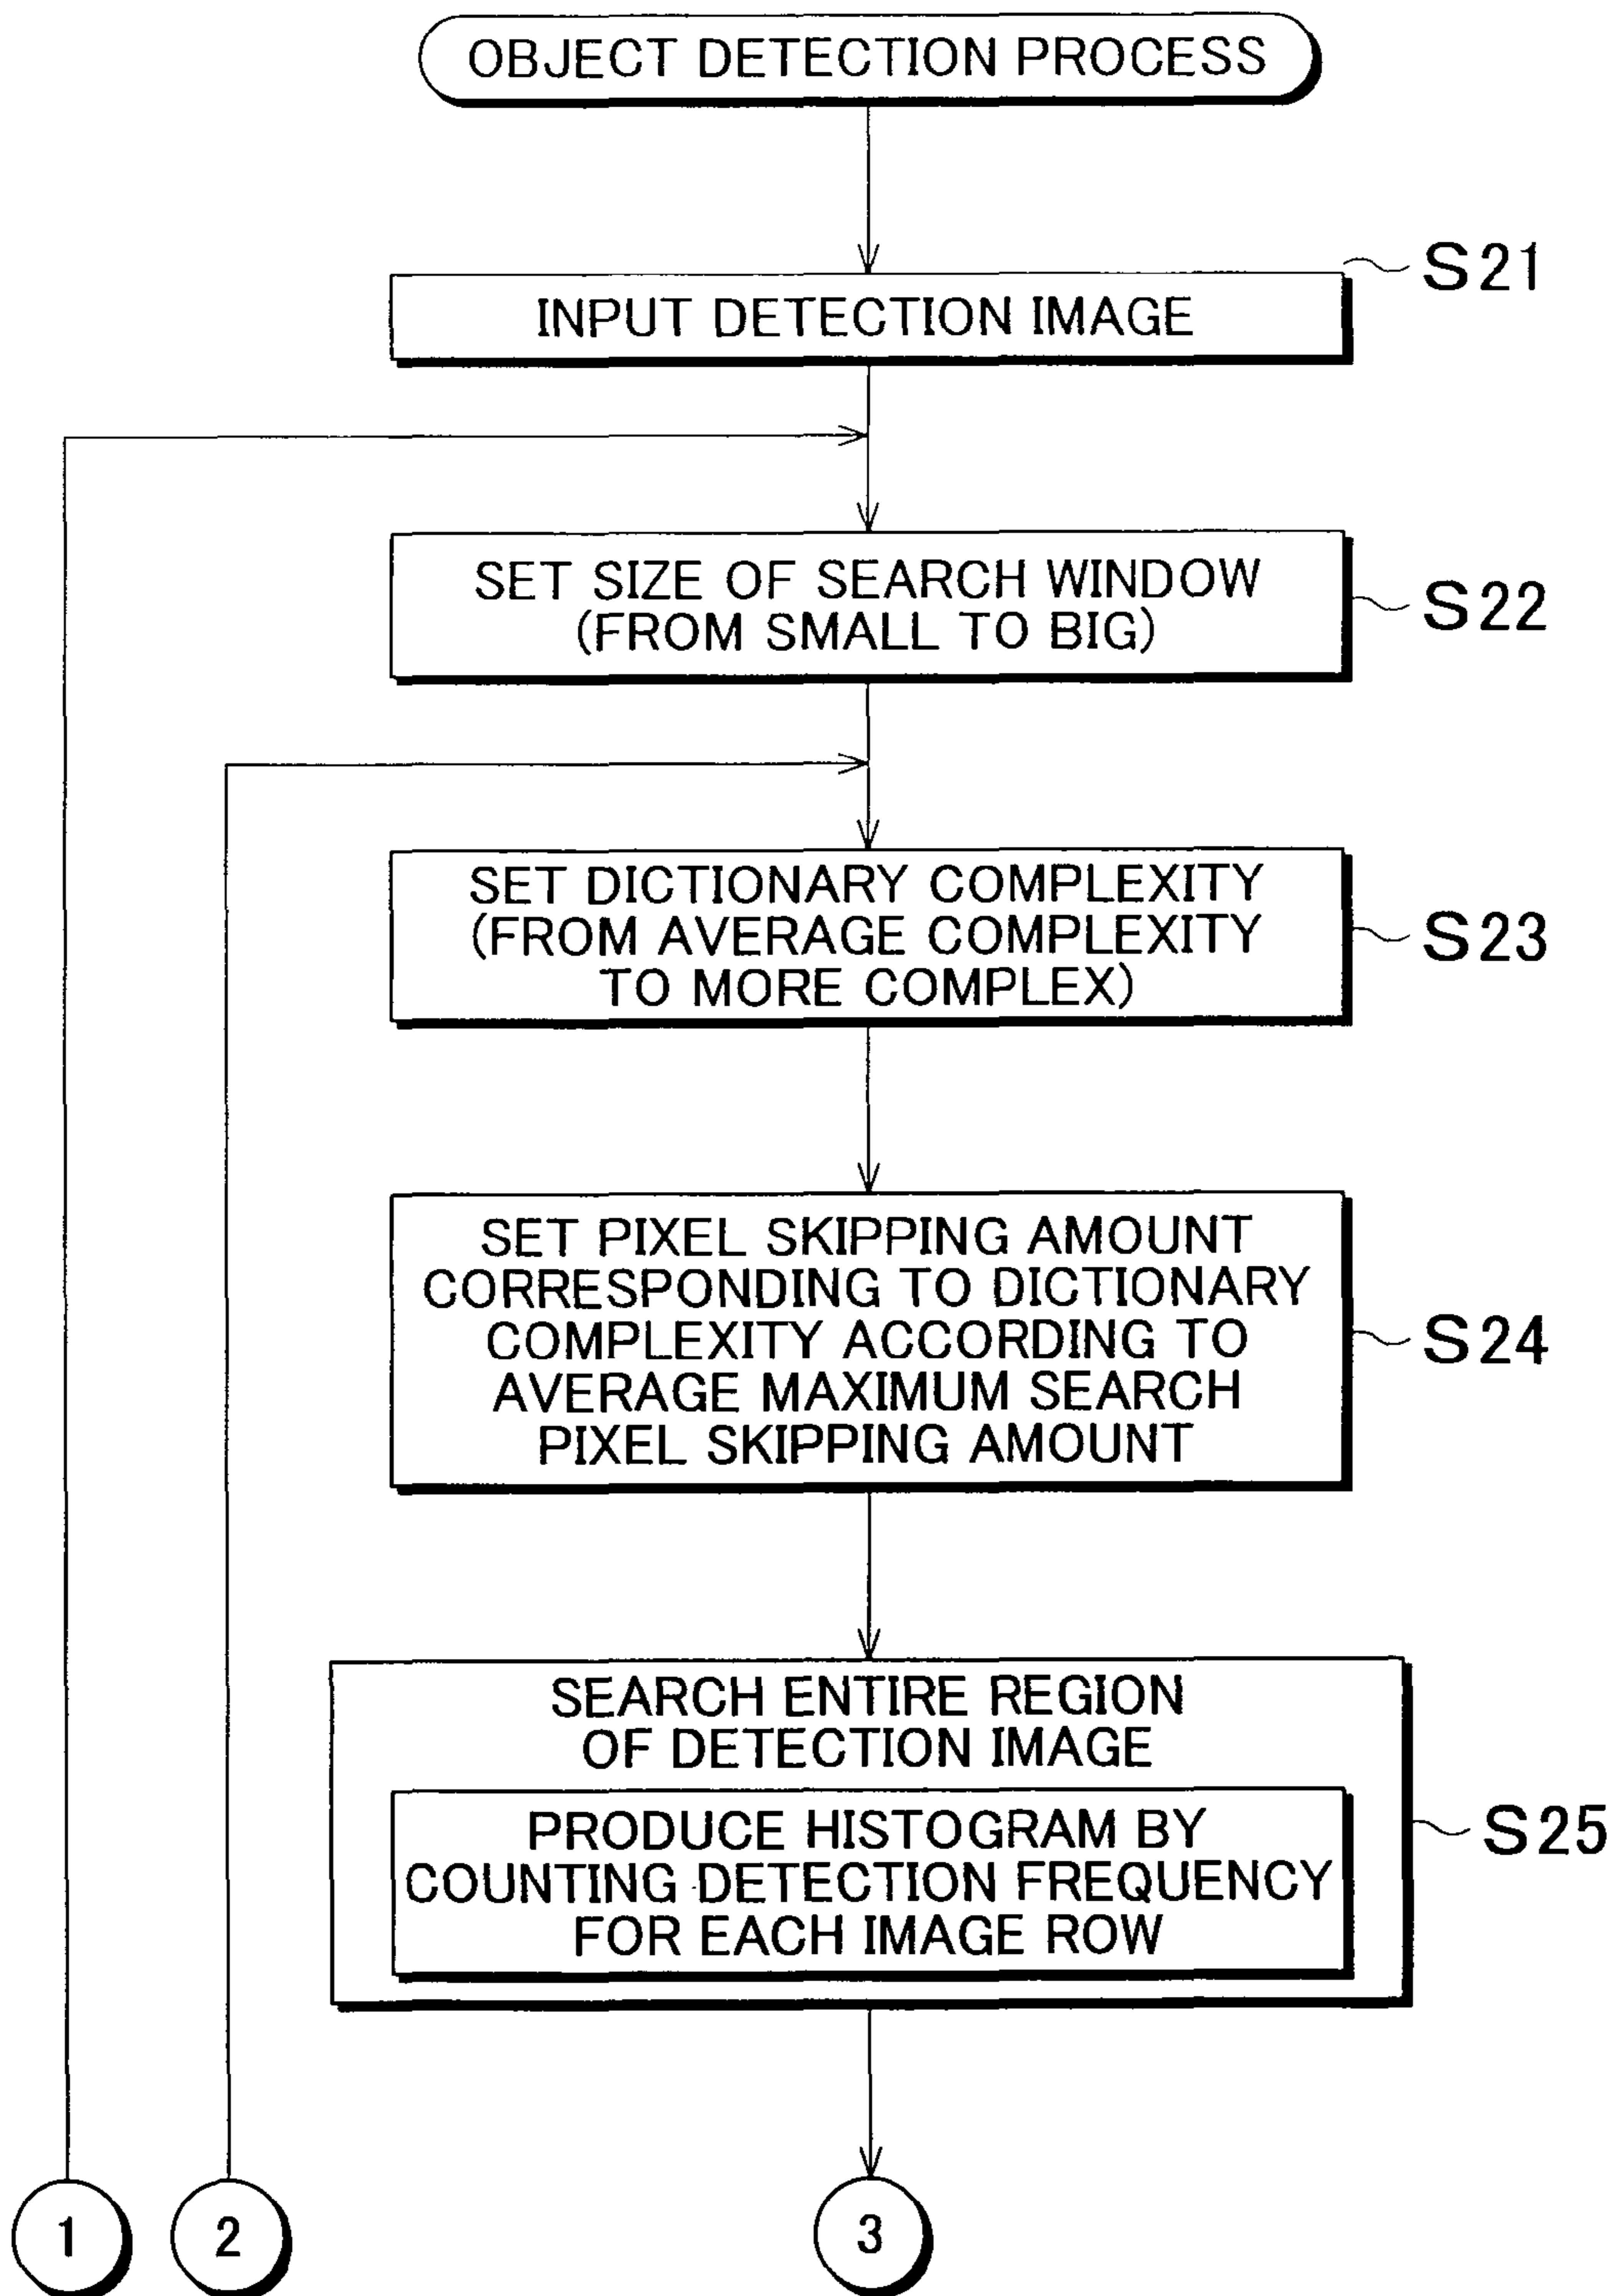 OBJECT DETECTION PROCESS
S21
INPUT DETECTION IMAGE
SET SIZE OF SEARCH WINDOW
(FROM SMALL TO BIG)
S22
SET DICTIONARY COMPLEXITY
(FROM AVERAGE COMPLEXITY
TO MORE COMPLEX)
S23
SET PIXEL SKIPPING AMOUNT
CORRESPONDING TO DICTIONARY
COMPLEXITY ACCORDING TO
AVERAGE MAXIMUM SEARCH
PIXEL SKIPPING AMOUNT
S24
SEARCH ENTIRE REGION
OF DETECTION IMAGE
PRODUCE HISTOGRAM BY
COUNTING DETECTION FREQUENCY
FOR EACH IMAGE ROW
S25
1
2
3